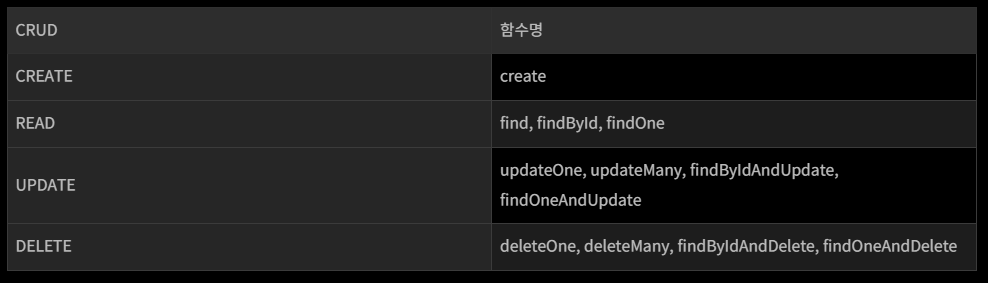 CRUD 함수명
CREATE create
READ find, findById, findOne
UPDATE updateOne, updateMany, findByIdAndUpdate,
findOneAndUpdate
DELETE deleteOne, deleteMany, findByIdAndDelete, findOneAndDelete